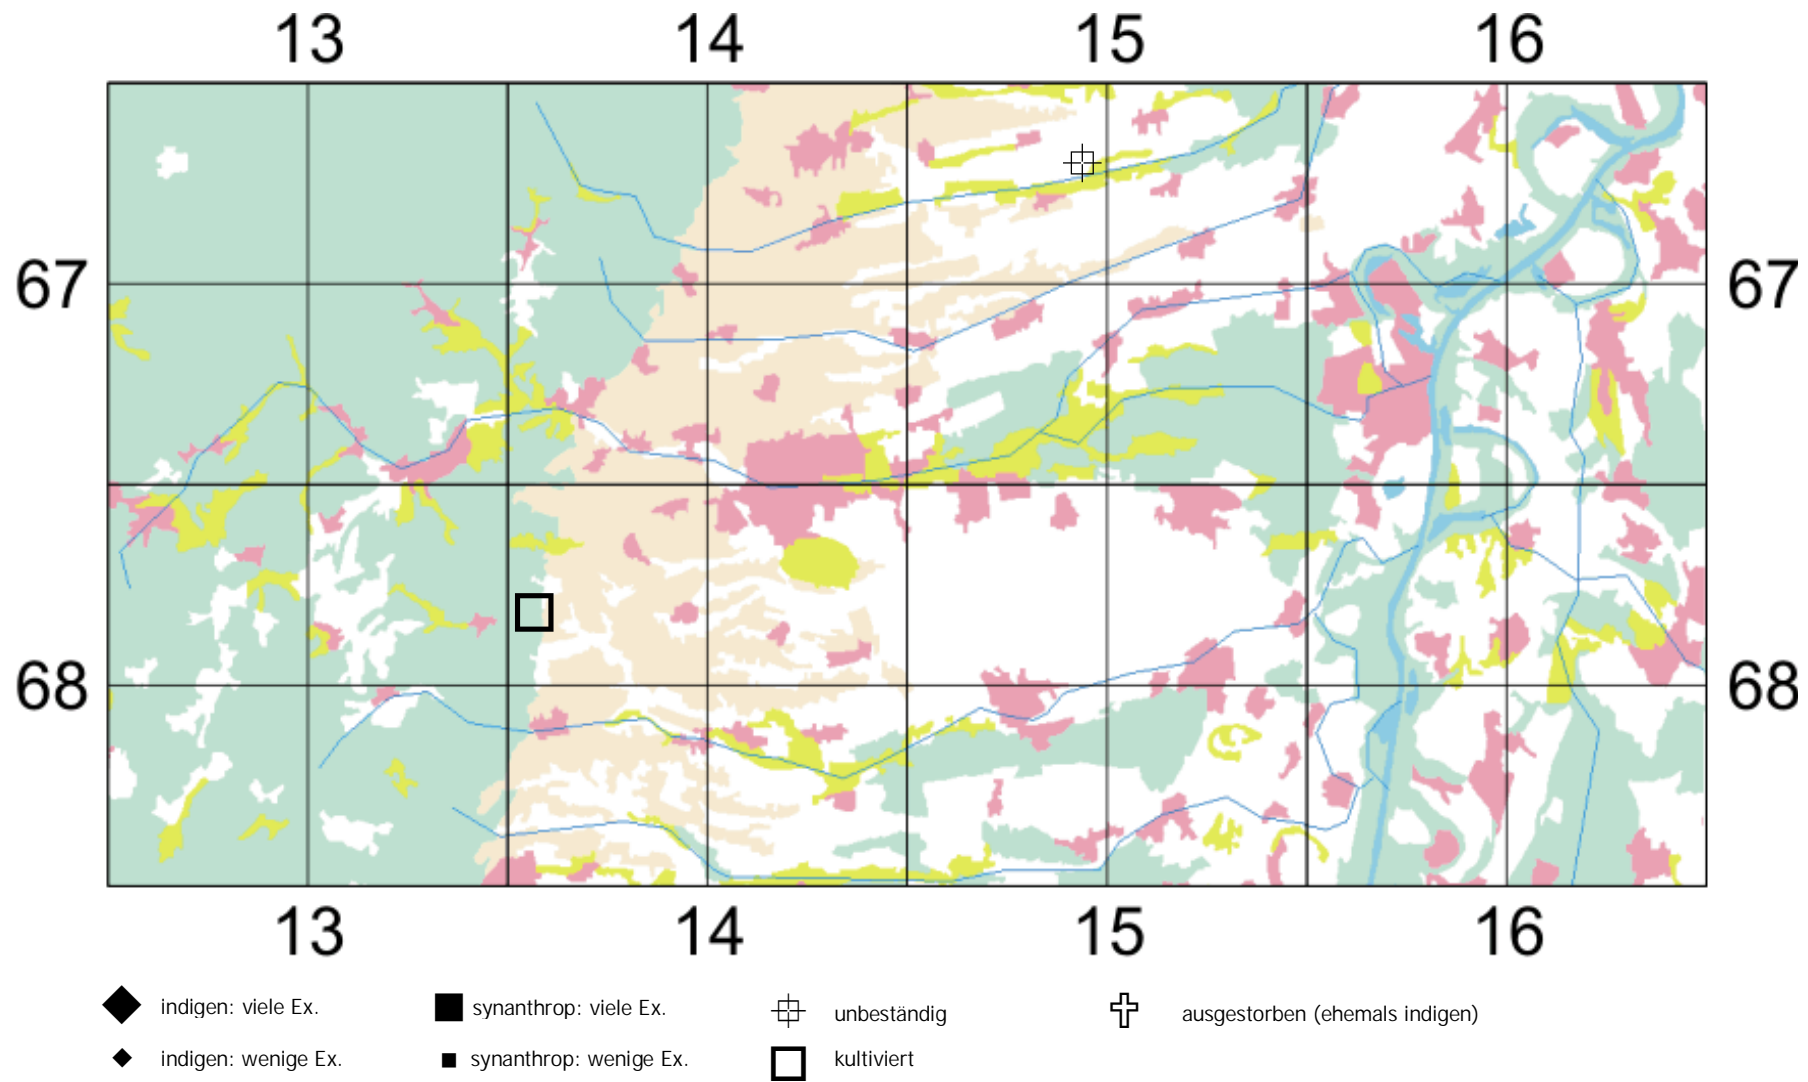 13 14 15 16
67 67
68 68
13 14 15 16
indigen: viele Ex. synanthrop: viele Ex. unbeständig ausgestorben (ehemals indigen)
indigen: wenige Ex. synanthrop: wenige Ex. kultiviert